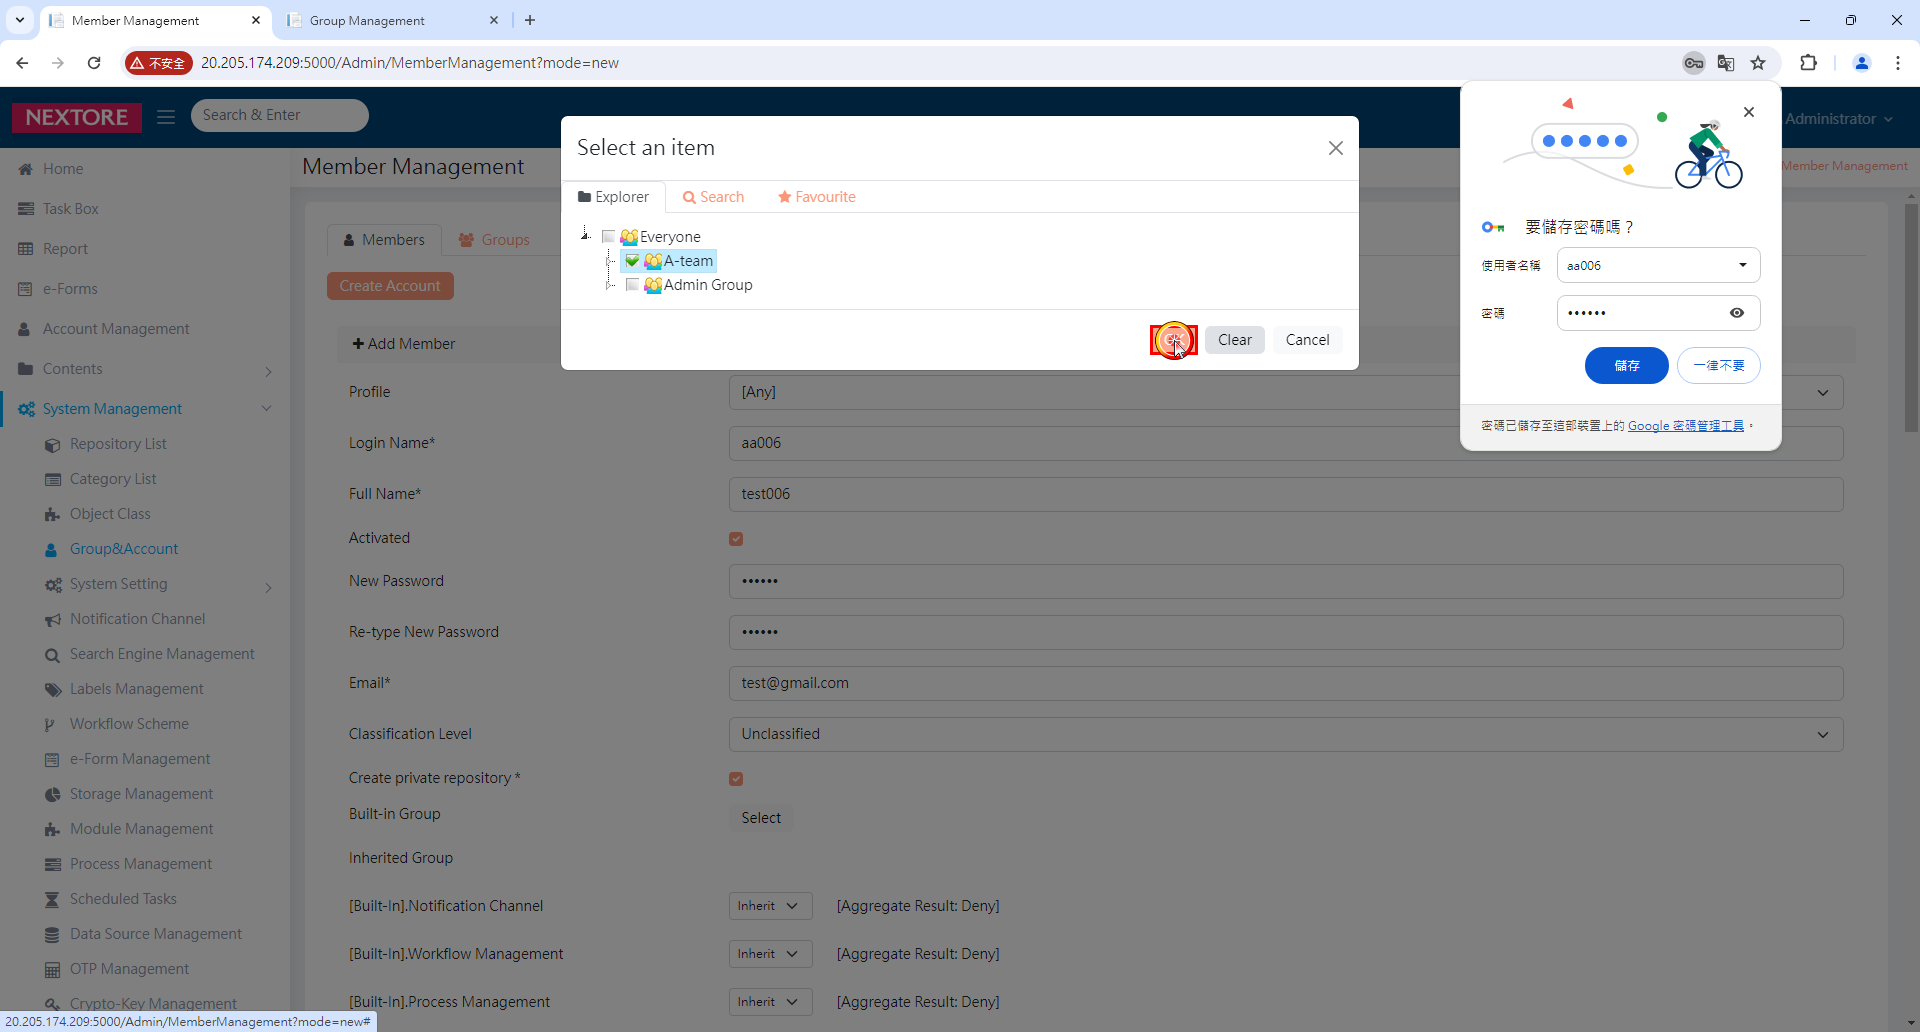 Member Management
Group Management
不安全
20.205.174.209:5000/Admin/MemberManagement?mode=new
NEXTORE
Search & Enter
Administrator
Home
Task Box
Report
e-Forms
Account Management
Contents
System Management
Repository List
Category List
Object Class
Group&Account
System Setting
Notification Channel
Search Engine Management
Labels Management
Workflow Scheme
e-Form Management
Storage Management
Module Management
Process Management
Scheduled Tasks
Data Source Management
OTP Management
Crypto-Key Management
Member Management
Member Management
Members
Groups
Create Account
Add Member
Profile
[Any]
Login Name*
aa006
Full Name*
test006
Activated
New Password
••••••
Re-type New Password
••••••
Email*
test@gmail.com
Classification Level
Unclassified
Create private repository *
Built-in Group
Select
Inherited Group
[Built-In].Notification Channel
Inherit
[Aggregate Result: Deny]
[Built-In].Workflow Management
Inherit
[Aggregate Result: Deny]
[Built-In].Process Management
Inherit
[Aggregate Result: Deny]
Select an item
Explorer
Search
Favourite
Everyone
A-team
Admin Group
Clear
Cancel
要儲存密碼嗎？
使用者名稱
aa006
密碼
••••••
儲存
一律不要
密碼已儲存至這部裝置上的 Google 密碼管理工具。
20.205.174.209:5000/Admin/MemberManagement?mode=new#